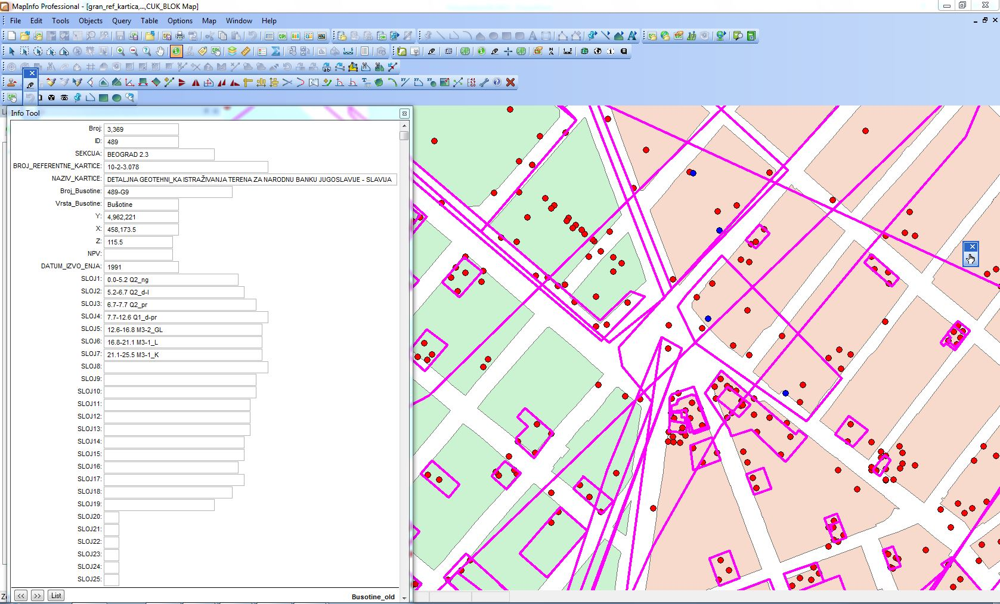 MapInfo Professional - [gran_ref_kartica,...,CUK_BLOK Map]
File Edit Tools Objects Query Table Options Map Window Help
Info Tool
Broj: 3,369
ID: 489
SEKCIJA: BEOGRAD 2.3
BROJ_REFERENTNE_KARTICE: 10-2-3.078
NAZIV_KARTICE: DETALJNA GEOTEHNI_KA ISTRAŽIVANJA TERENA ZA NARODNU BANKU JUGOSLAVIJE - SLAVIJA
Broj_Busotine: 489-G9
Vrsta_Busotine: Bušotine
Y: 4,962,221
X: 458,173.5
Z: 115.5
NPV:
DATUM_IZVO_ENJA: 1991
SLOJ1: 0.0-5.2 Q2_ng
SLOJ2: 5.2-6.7 Q2_d-l
SLOJ3: 6.7-7.7 Q2_pr
SLOJ4: 7.7-12.6 Q1_d-pr
SLOJ5: 12.6-16.8 M3-2_GL
SLOJ6: 16.8-21.1 M3-1_L
SLOJ7: 21.1-25.5 M3-1_K
SLOJ8:
SLOJ9:
SLOJ10:
SLOJ11:
SLOJ12:
SLOJ13:
SLOJ14:
SLOJ15:
SLOJ16:
SLOJ17:
SLOJ18:
SLOJ19:
SLOJ20:
SLOJ21:
SLOJ22:
SLOJ23:
SLOJ24:
SLOJ25:
<< >> List Busotine_old